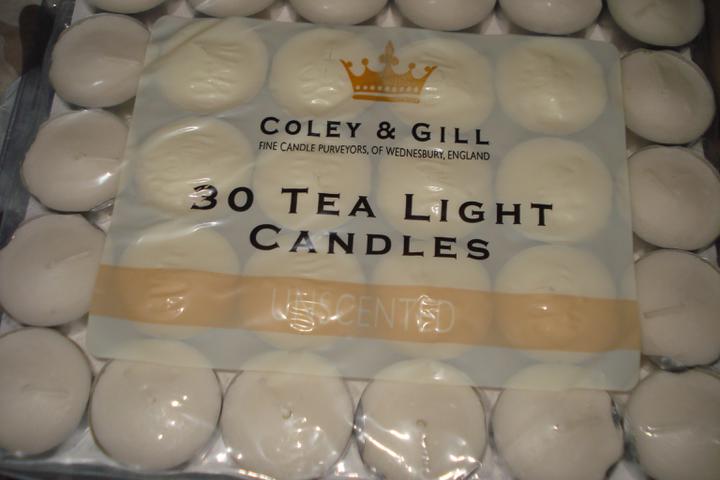 COLEY & GILL
FINE CANDLE PURVEYORS, OF WEDNESBURY, ENGLAND
30 TEA LIGHT
CANDLES
UNSCENTED